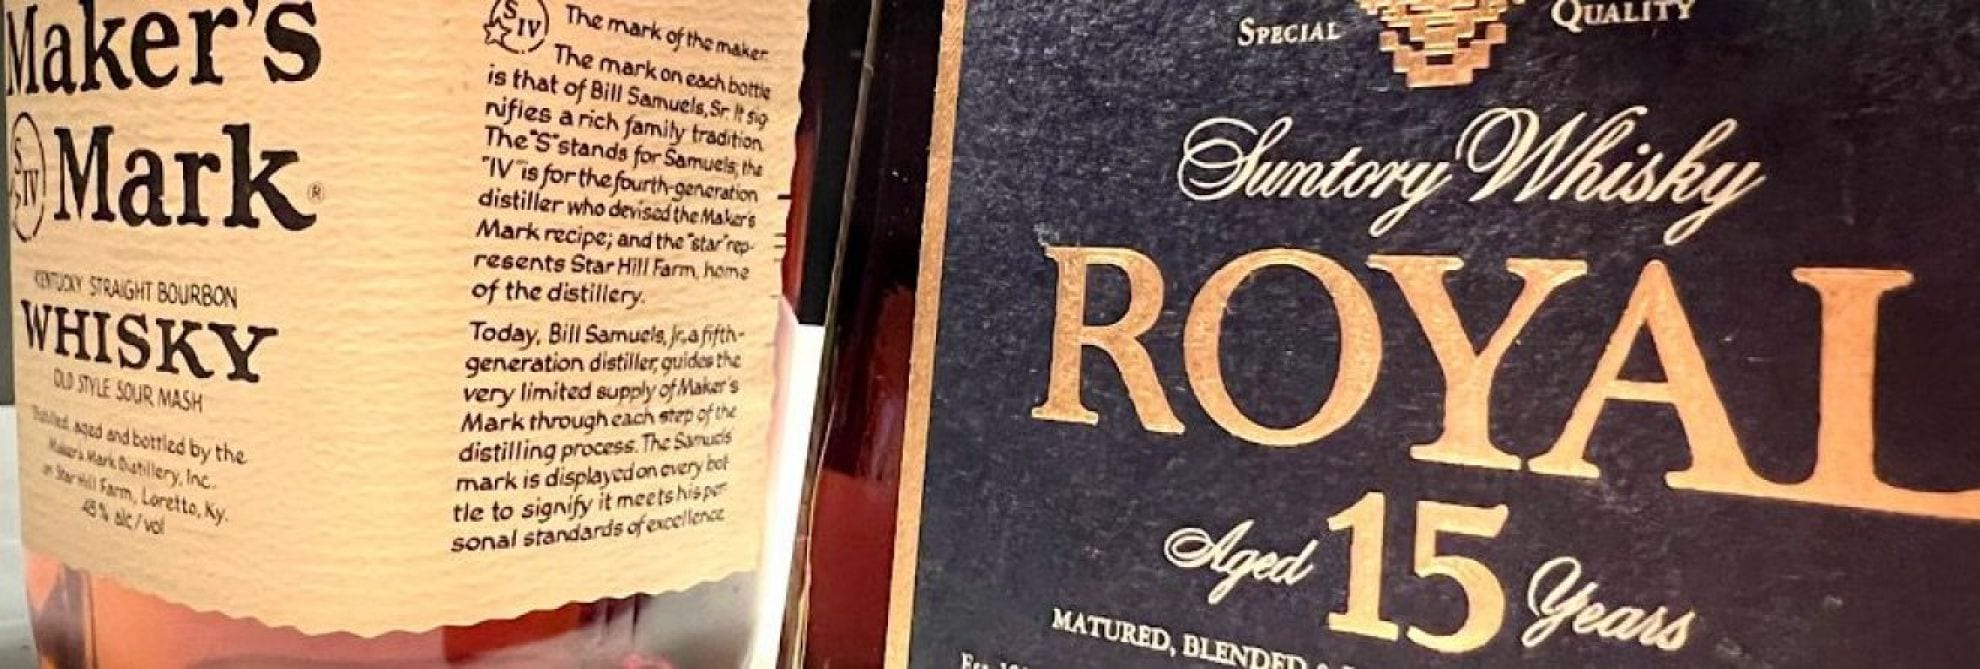 Maker's
SIV Mark®
KENTUCKY STRAIGHT BOURBON
WHISKY
OLD STYLE SOUR MASH
Distilled, aged and bottled by the
Maker's Mark Distillery, Inc.
on Star Hill Farm, Loretto, Ky.
45% alc/vol
SIV The mark of the maker
The mark on each bottle
is that of Bill Samuels, Sr. It sig
nifies a rich family tradition.
The "S" stands for Samuels; the
"IV" is for the fourth-generation
distiller who devised the Maker's
Mark recipe; and the "star" rep-
resents Star Hill Farm, home
of the distillery.
Today, Bill Samuels, Jr., a fifth-
generation distiller, guides the
very limited supply of Maker's
Mark through each step of the
distilling process. The Samuels
mark is displayed on every bot
tle to signify it meets his per
sonal standards of excellence
SPECIAL QUALITY
Suntory Whisky
ROYAL
Aged 15 Years
MATURED, BLENDED &